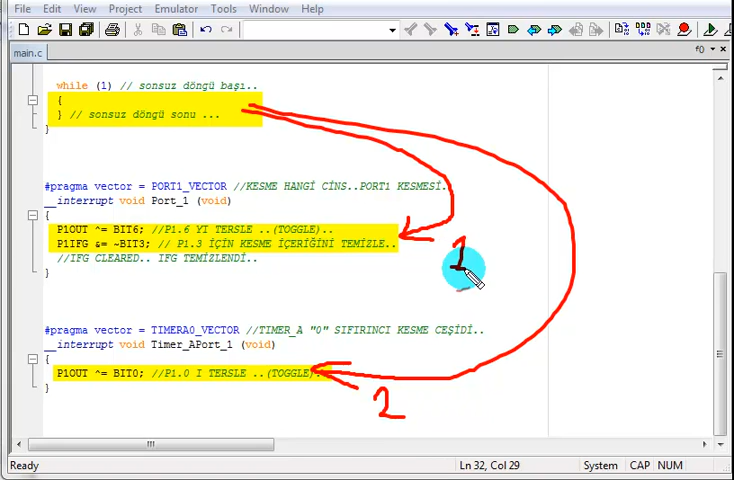 File Edit View Project Emulator Tools Window Help
main.c f0
while (1) // sonsuz döngü başı..
{
} // sonsuz döngü sonu ...
}
#pragma vector = PORT1_VECTOR //KESME HANGİ CİNS..PORT1 KESMESİ.
__interrupt void Port_1 (void)
{
P1OUT ^= BIT6; //P1.6 YI TERSLE ..(TOGGLE)..
P1IFG &= ~BIT3; // P1.3 İÇİN KESME İÇERİĞİNİ TEMİZLE..
//IFG CLEARED.. IFG TEMİZLENDİ..
}
1
#pragma vector = TIMERA0_VECTOR //TIMER_A "0" SIFIRINCI KESME CEŞİDİ..
__interrupt void Timer_APort_1 (void)
{
P1OUT ^= BIT0; //P1.0 I TERSLE ..(TOGGLE)..
}
2
Ready Ln 32, Col 29 System CAP NUM